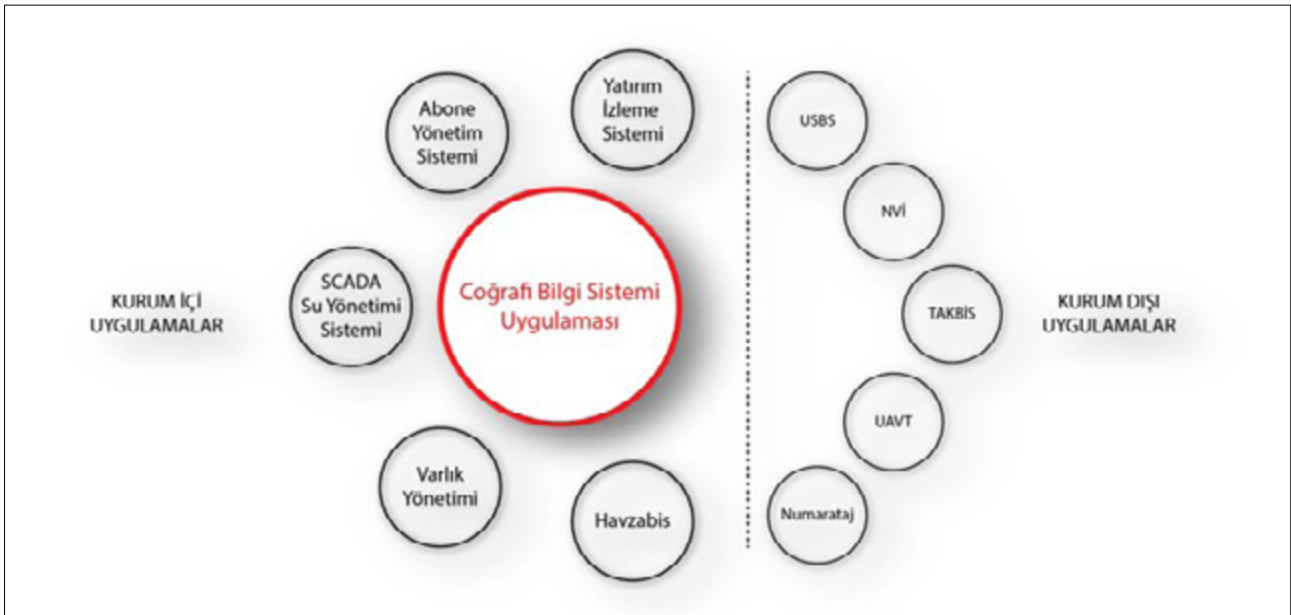 Abone
Yönetim
Sistemi
Yatırım
İzleme
Sistemi
USBS
NVİ
KURUM İÇİ
UYGULAMALAR
SCADA
Su Yönetimi
Sistemi
Coğrafi Bilgi Sistemi
Uygulaması
TAKBİS
KURUM DIŞI
UYGULAMALAR
UAVT
Varlık
Yönetimi
Havzabis
Numarataj